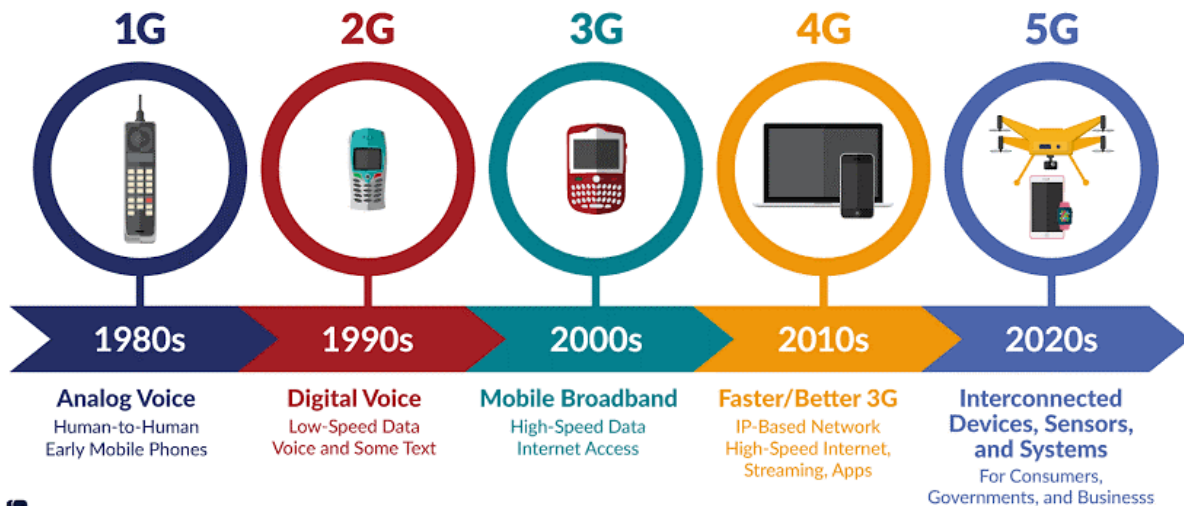 1G
2G
3G
4G
5G
1980s
1990s
2000s
2010s
2020s
Analog Voice
Human-to-Human
Early Mobile Phones
Digital Voice
Low-Speed Data
Voice and Some Text
Mobile Broadband
High-Speed Data
Internet Access
Faster/Better 3G
IP-Based Network
High-Speed Internet,
Streaming, Apps
Interconnected
Devices, Sensors,
and Systems
For Consumers,
Governments, and Businesss